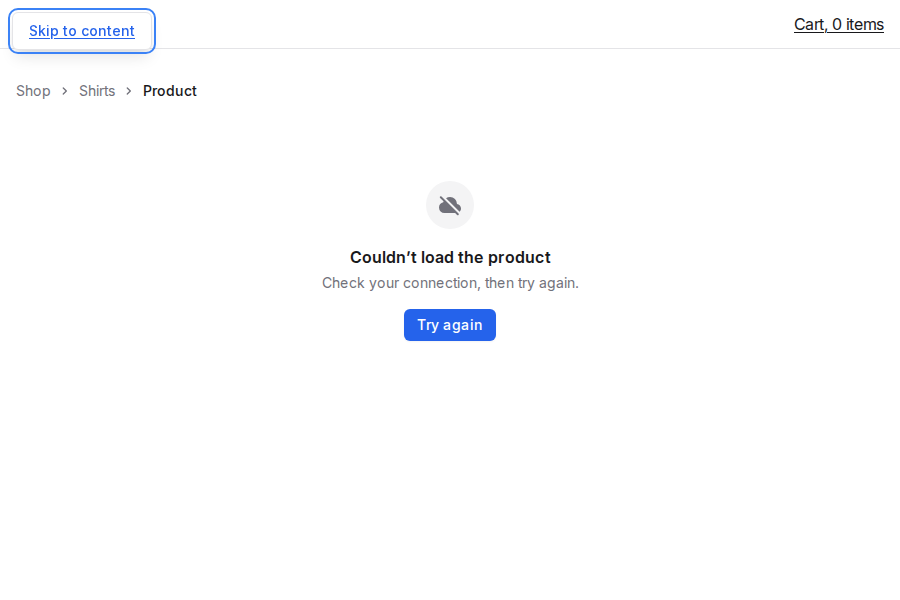 Skip to content
Cart, 0 items
Shop > Shirts > Product
Couldn’t load the product
Check your connection, then try again.
Try again